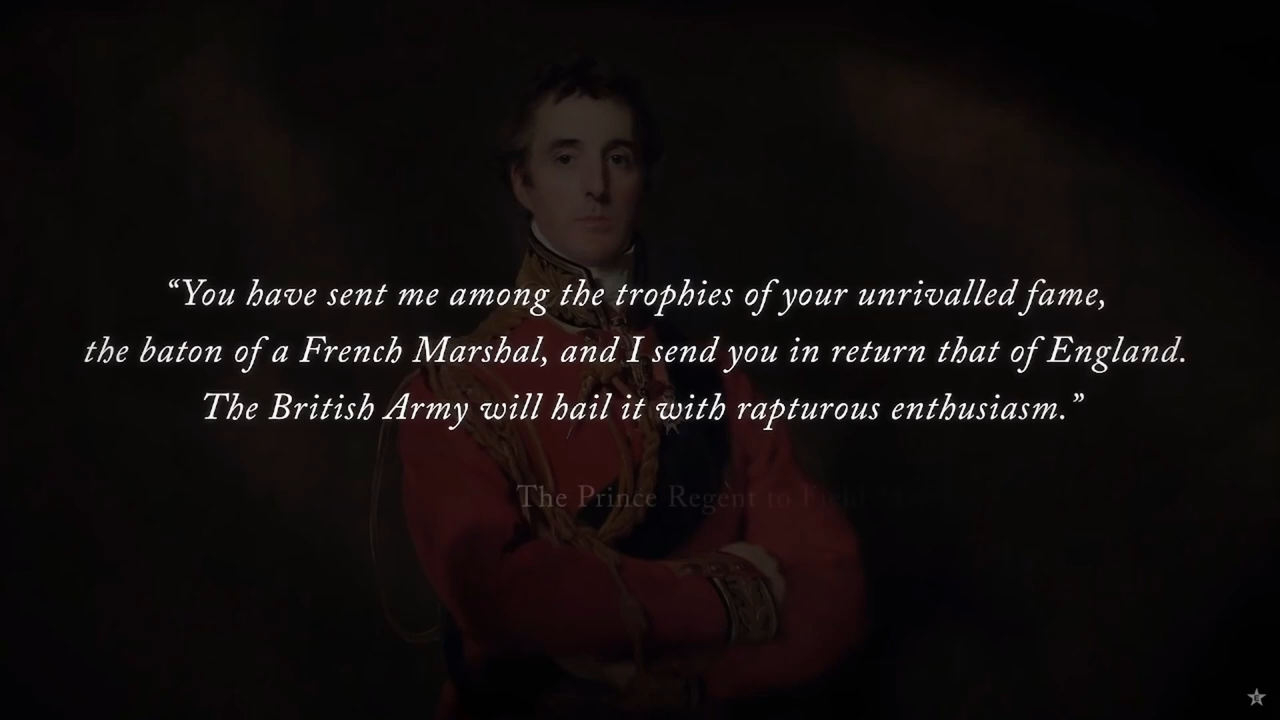 “You have sent me among the trophies of your unrivalled fame,
the baton of a French Marshal, and I send you in return that of England.
The British Army will hail it with rapturous enthusiasm.”
The Prince Regent to Field